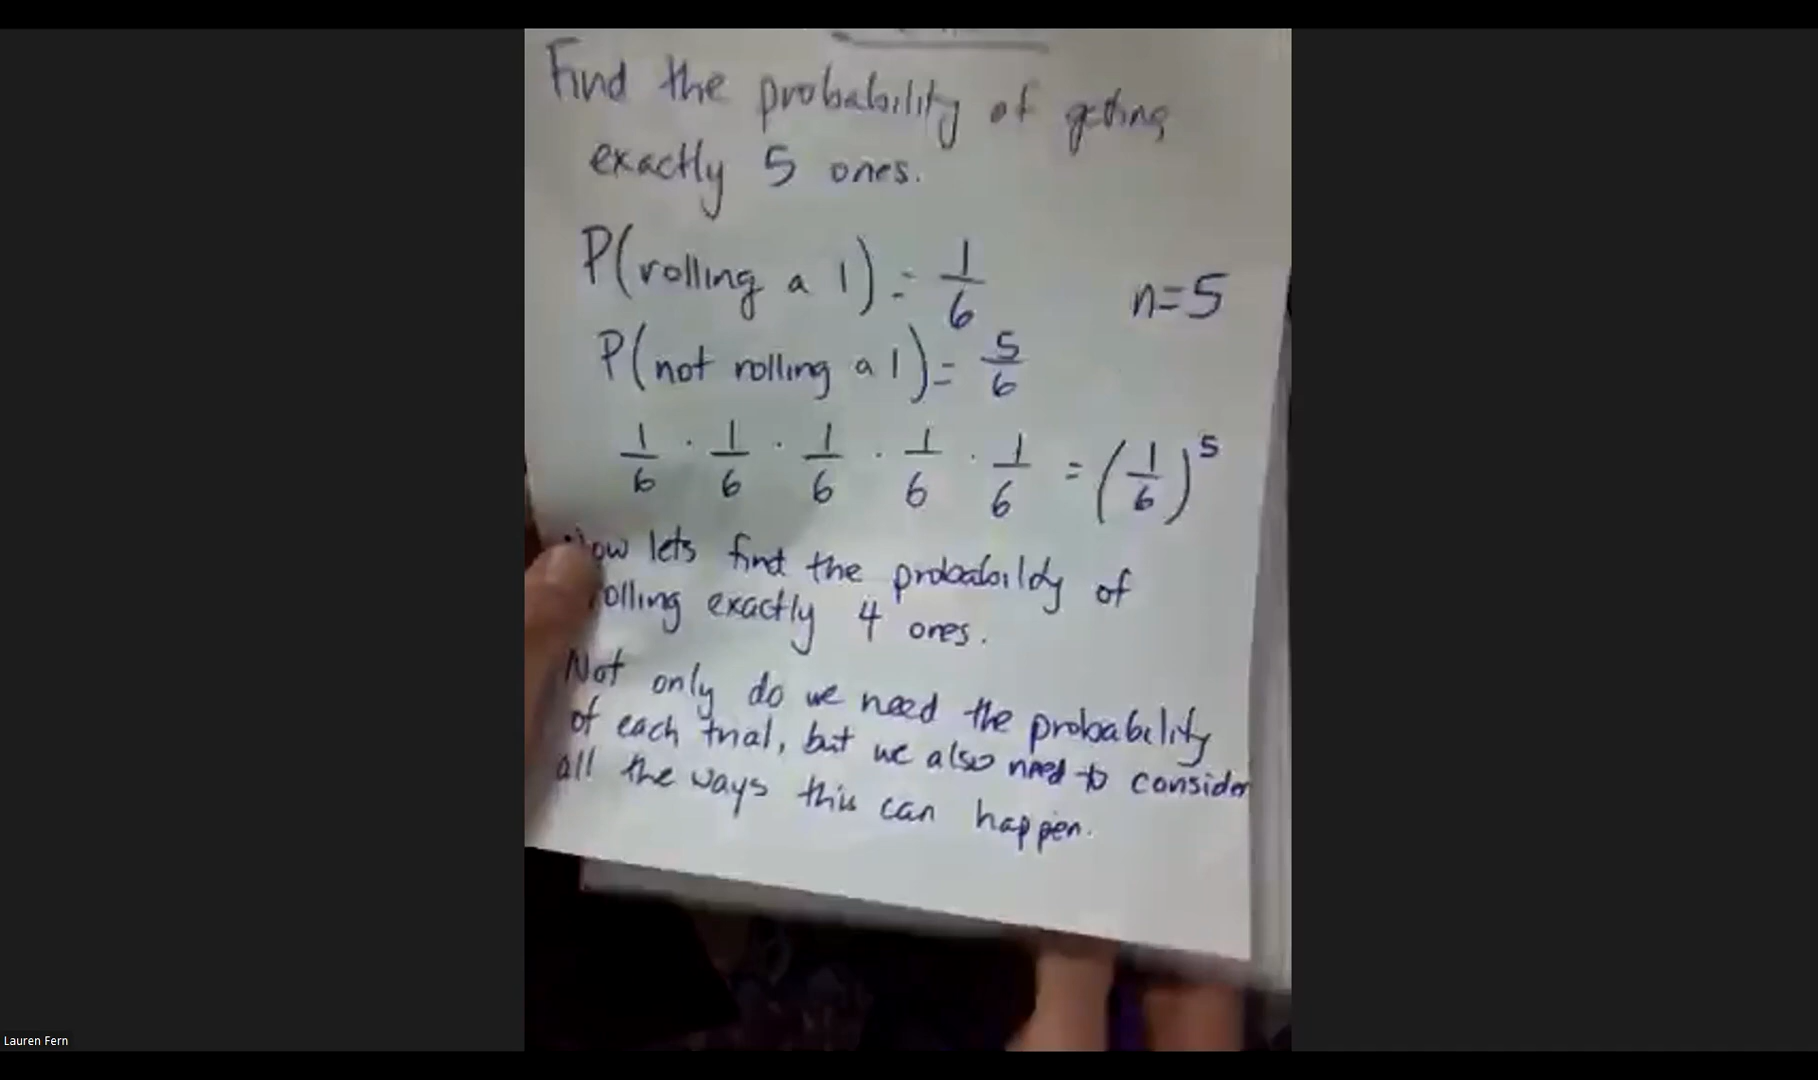 Find the probability of getting
exactly 5 ones.
P(rolling a 1) = 1/6 n=5
P(not rolling a 1) = 5/6
1/6 · 1/6 · 1/6 · 1/6 · 1/6 = (1/6)^5
Now lets find the probability of
rolling exactly 4 ones.
Not only do we need the probability
of each trial, but we also need to consider
all the ways this can happen.
Lauren Fern